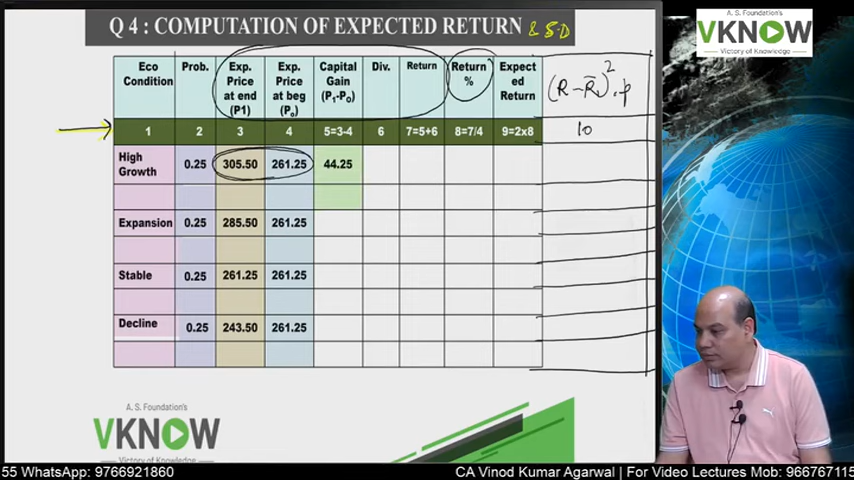 Q 4 : COMPUTATION OF EXPECTED RETURN & S.D
A. S. Foundation's
VKNOW
Victory of Knowledge
Eco Condition Prob. Exp. Price at end (P1) Exp. Price at beg (P₀) Capital Gain (P₁-P₀) Div. Return Return % Expected Return (R-R̄)².p
1 2 3 4 5=3-4 6 7=5+6 8=7/4 9=2x8 10
High Growth 0.25 305.50 261.25 44.25
Expansion 0.25 285.50 261.25
Stable 0.25 261.25 261.25
Decline 0.25 243.50 261.25
A. S. Foundation's
VKNOW
Victory of Knowledge
55 WhatsApp: 9766921860 CA Vinod Kumar Agarwal | For Video Lectures Mob: 966767115